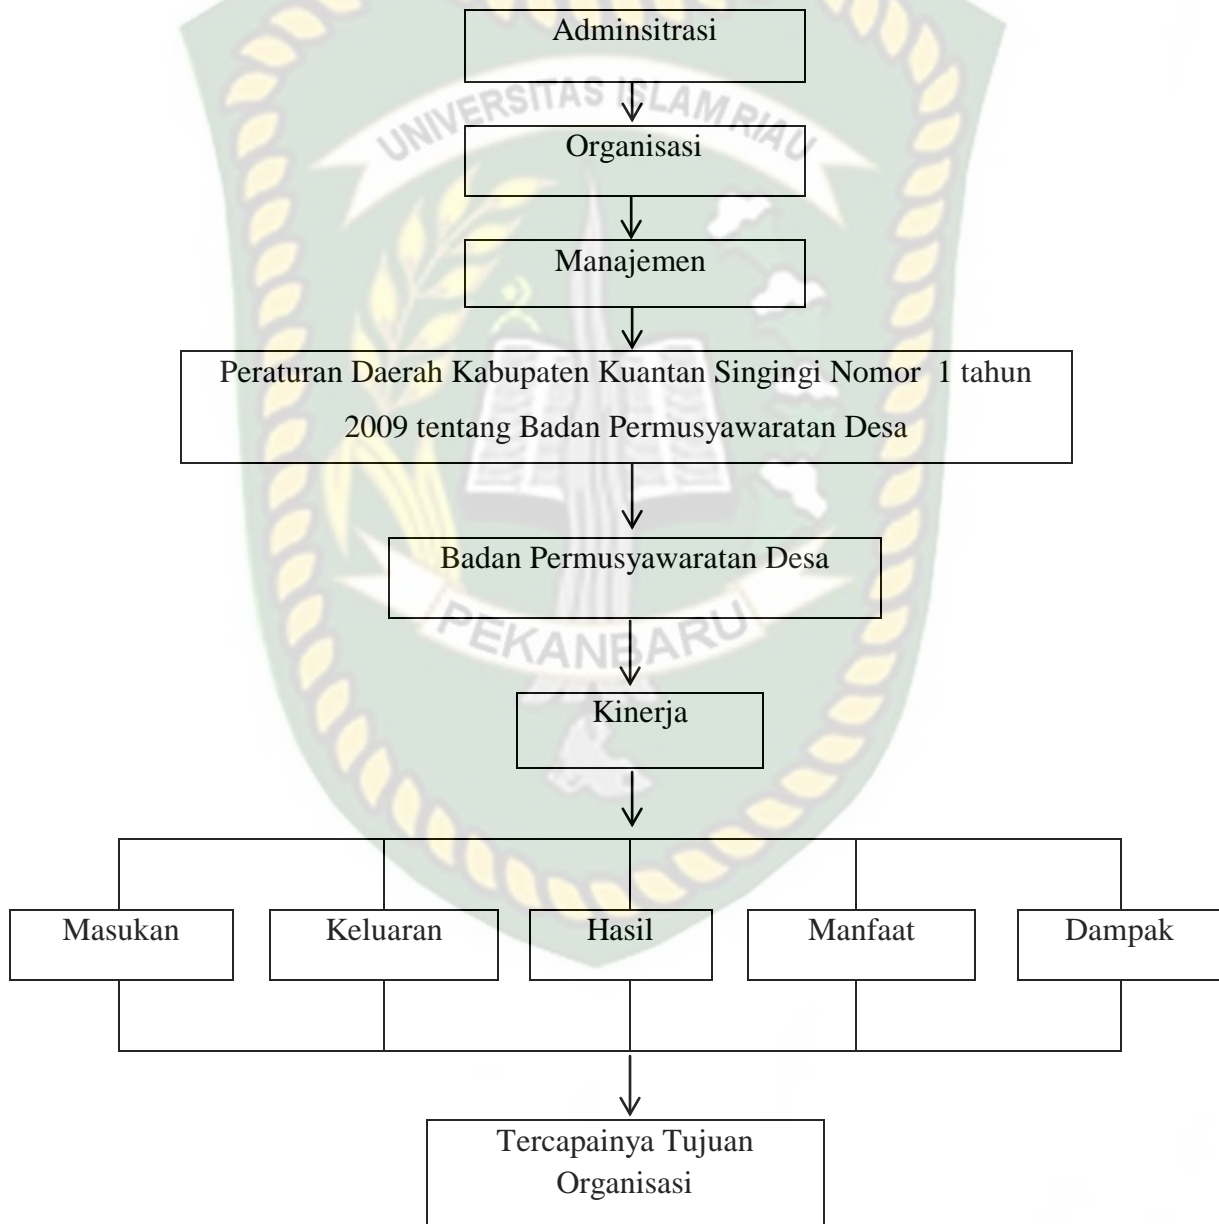 Adminsitrasi
UNIVERSITAS ISLAM RIAU
Organisasi
Manajemen
Peraturan Daerah Kabupaten Kuantan Singingi Nomor 1 tahun
2009 tentang Badan Permusyawaratan Desa
Badan Permusyawaratan Desa
PEKANBARU
Kinerja
Masukan
Keluaran
Hasil
Manfaat
Dampak
Tercapainya Tujuan
Organisasi